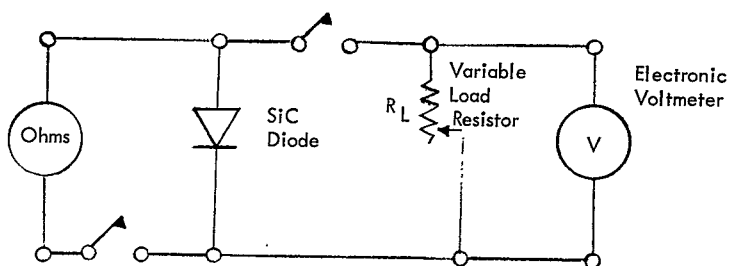 Ohms
SiC
Diode
R L
Variable
Load
Resistor
Electronic
Voltmeter
V